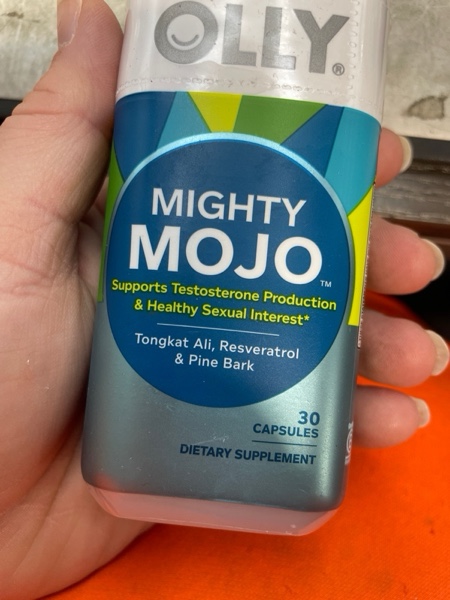 OLLY®
MIGHTY
MOJO™
Supports Testosterone Production
& Healthy Sexual Interest*
Tongkat Ali, Resveratrol
& Pine Bark
30
CAPSULES
DIETARY SUPPLEMENT